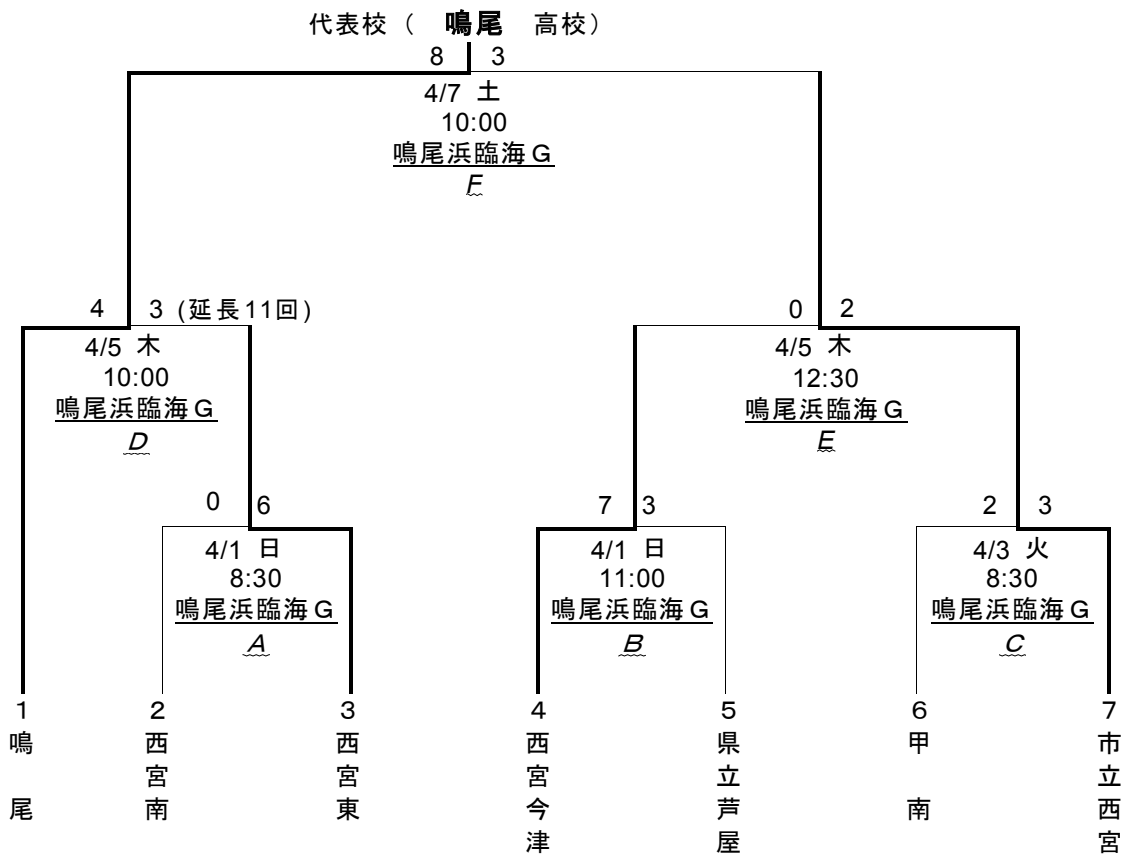 代表校（ 鳴尾 高校）
8 3
4/7 土
10:00
鳴尾浜臨海G
F
4 3 (延長11回)
4/5 木
10:00
鳴尾浜臨海G
D
0 2
4/5 木
12:30
鳴尾浜臨海G
E
0 6
4/1 日
8:30
鳴尾浜臨海G
A
7 3
4/1 日
11:00
鳴尾浜臨海G
B
2 3
4/3 火
8:30
鳴尾浜臨海G
C
1
鳴尾
2
西宮南
3
西宮東
4
西宮今津
5
県立芦屋
6
甲南
7
市立西宮